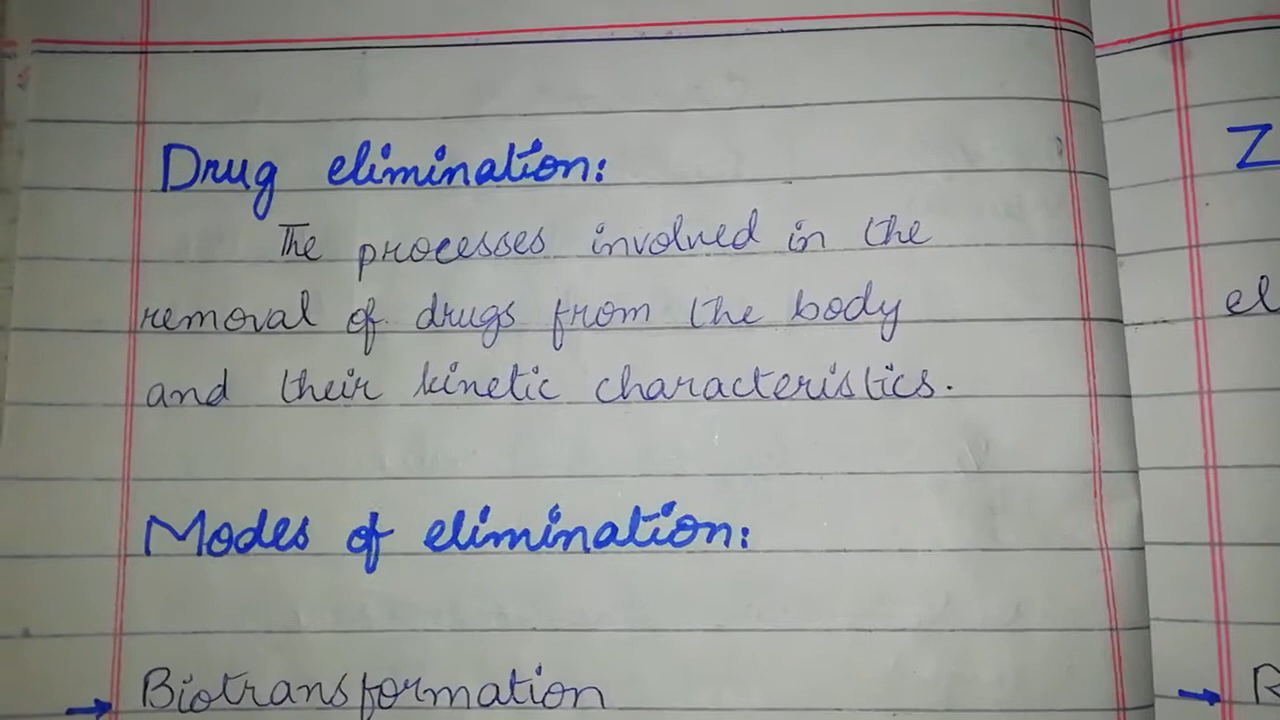 Drug elimination:
The processes involved in the
removal of drugs from the body
and their kinetic characteristics.
Modes of elimination:
→ Biotransformation
Z
el
→ R